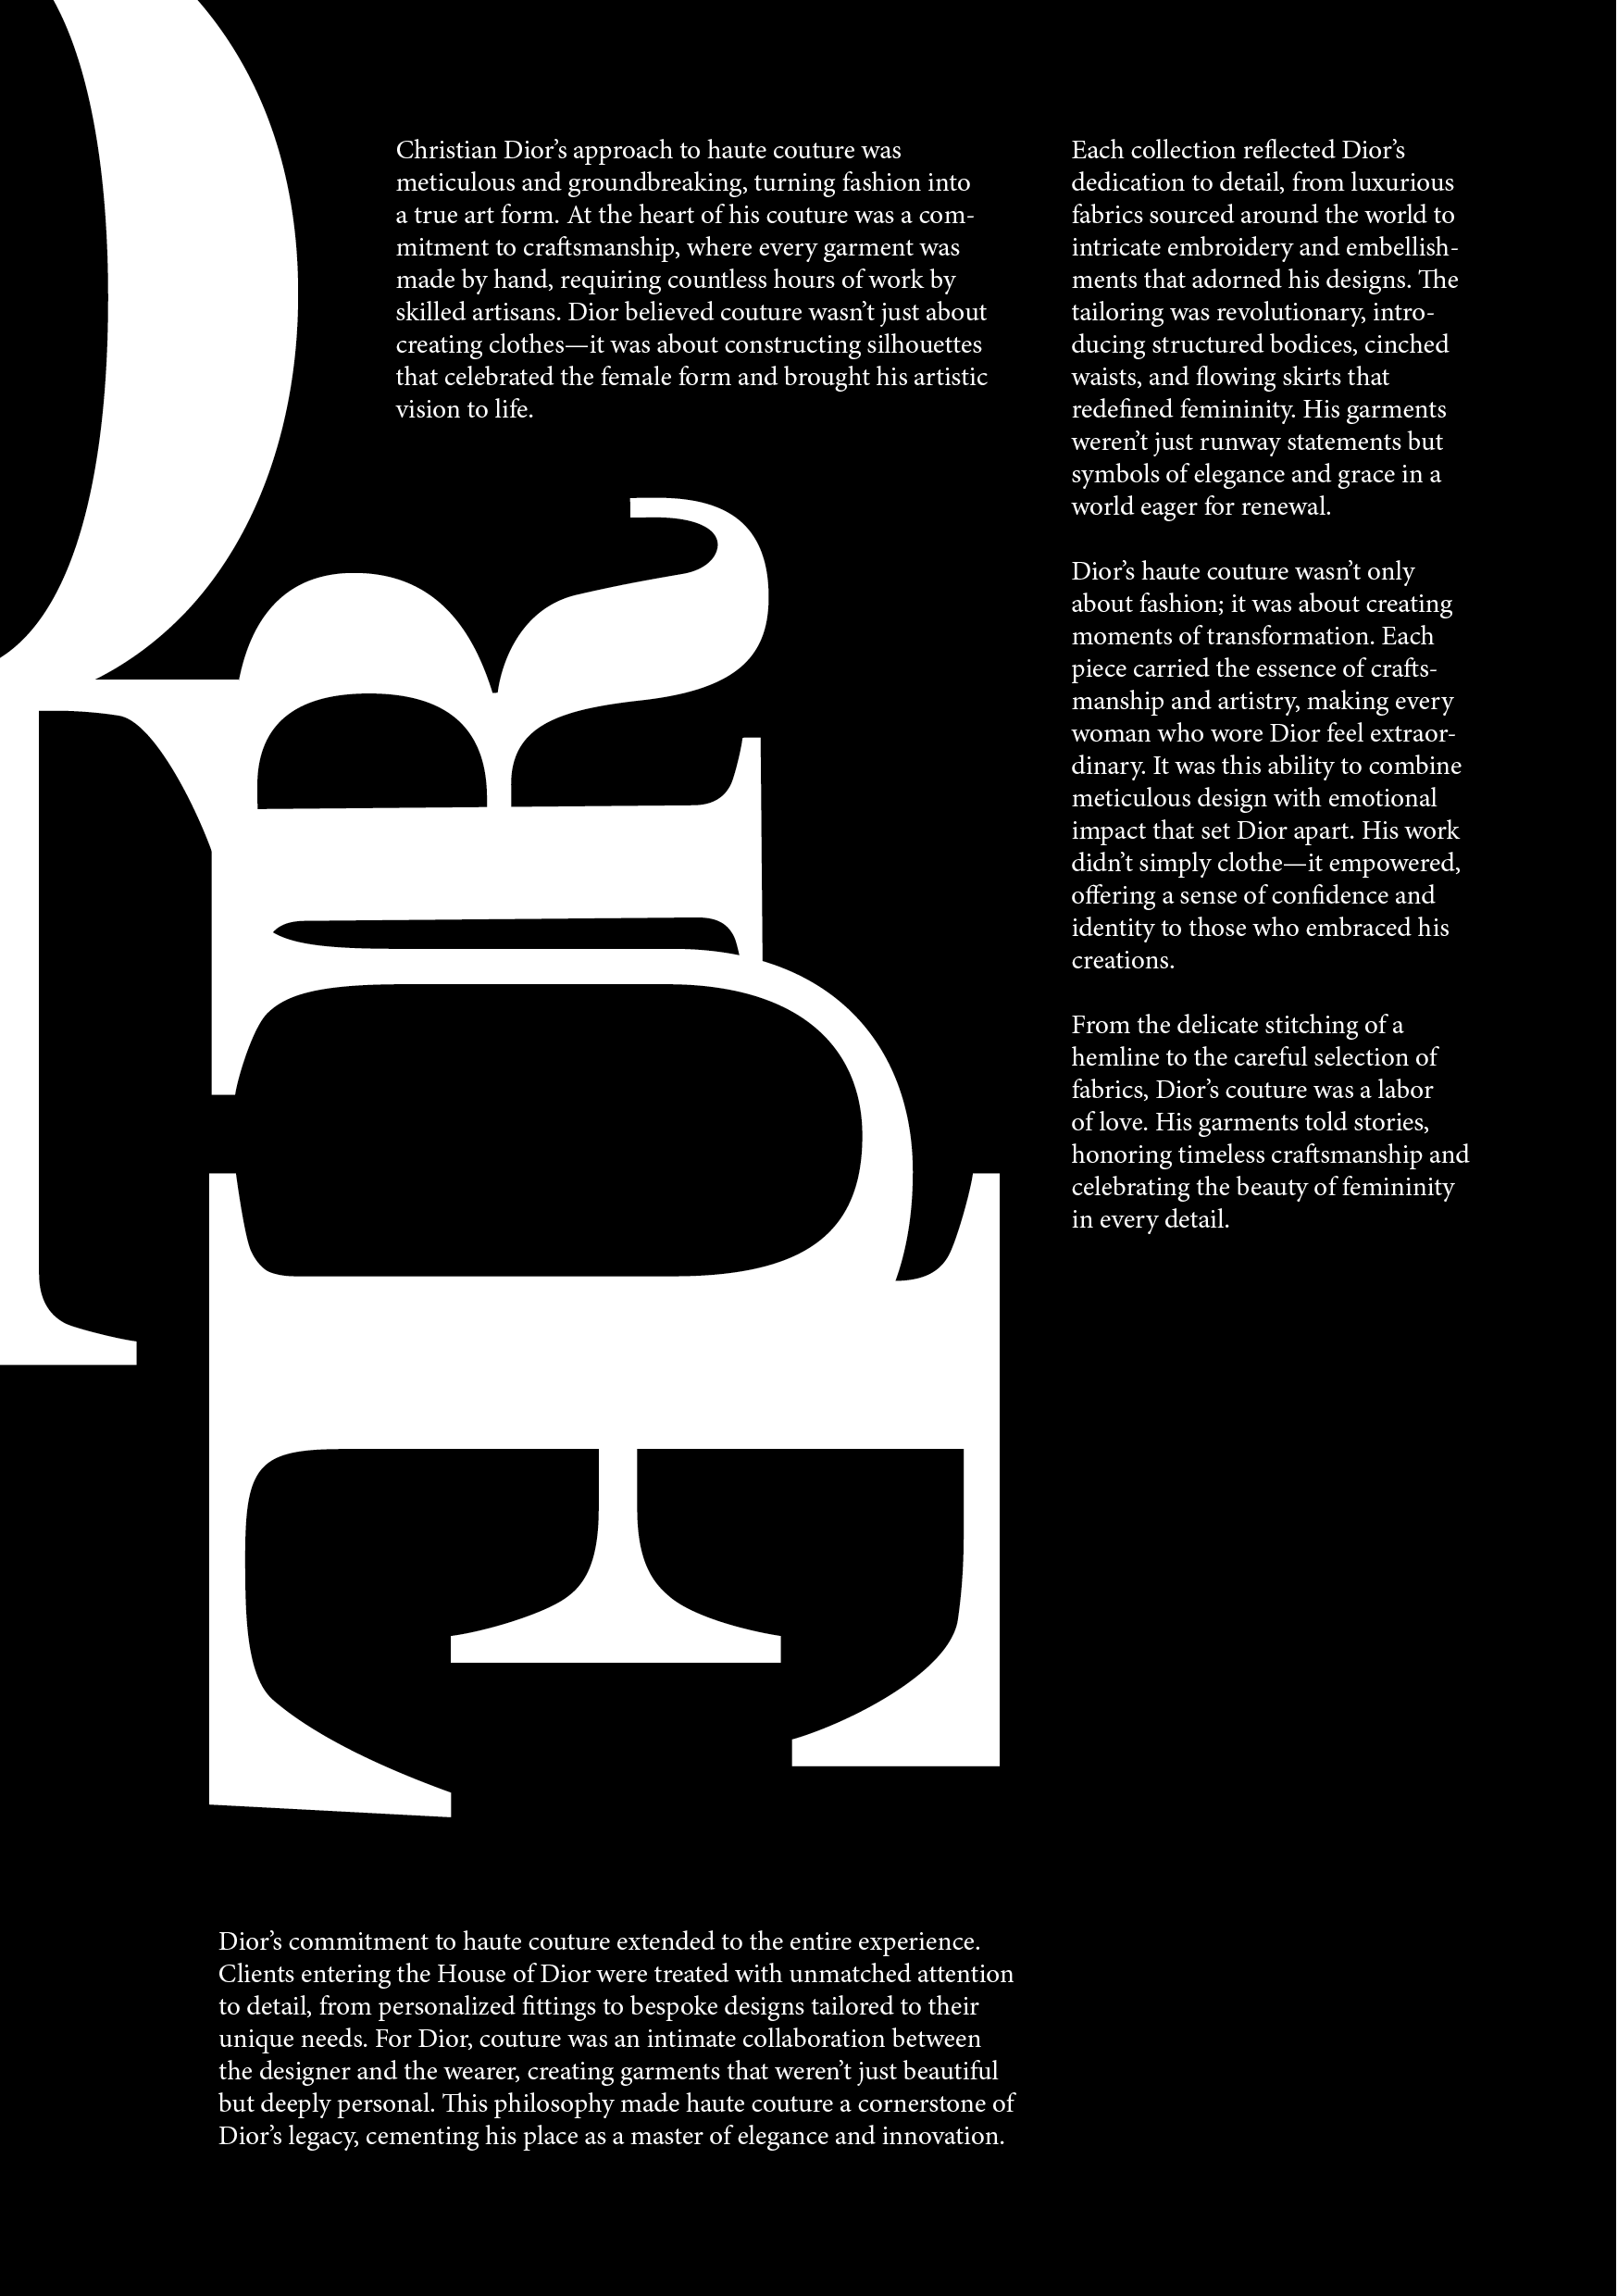 Christian Dior’s approach to haute couture was
meticulous and groundbreaking, turning fashion into
a true art form. At the heart of his couture was a com-
mitment to craftsmanship, where every garment was
made by hand, requiring countless hours of work by
skilled artisans. Dior believed couture wasn’t just about
creating clothes—it was about constructing silhouettes
that celebrated the female form and brought his artistic
vision to life.
Each collection reflected Dior’s
dedication to detail, from luxurious
fabrics sourced around the world to
intricate embroidery and embellish-
ments that adorned his designs. The
tailoring was revolutionary, intro-
ducing structured bodices, cinched
waists, and flowing skirts that
redefined femininity. His garments
weren’t just runway statements but
symbols of elegance and grace in a
world eager for renewal.
Dior’s haute couture wasn’t only
about fashion; it was about creating
moments of transformation. Each
piece carried the essence of crafts-
manship and artistry, making every
woman who wore Dior feel extraor-
dinary. It was this ability to combine
meticulous design with emotional
impact that set Dior apart. His work
didn’t simply clothe—it empowered,
offering a sense of confidence and
identity to those who embraced his
creations.
From the delicate stitching of a
hemline to the careful selection of
fabrics, Dior’s couture was a labor
of love. His garments told stories,
honoring timeless craftsmanship and
celebrating the beauty of femininity
in every detail.
Dior’s commitment to haute couture extended to the entire experience.
Clients entering the House of Dior were treated with unmatched attention
to detail, from personalized fittings to bespoke designs tailored to their
unique needs. For Dior, couture was an intimate collaboration between
the designer and the wearer, creating garments that weren’t just beautiful
but deeply personal. This philosophy made haute couture a cornerstone of
Dior’s legacy, cementing his place as a master of elegance and innovation.